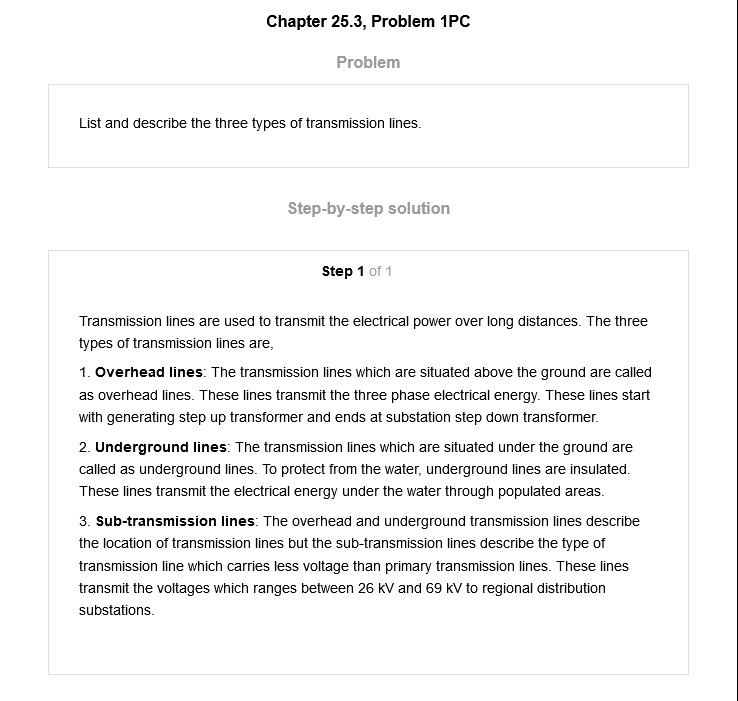 Chapter 25.3, Problem 1PC
Problem
List and describe the three types of transmission lines.
Step-by-step solution
Step 1 of 1
Transmission lines are used to transmit the electrical power over long distances. The three
types of transmission lines are,
1. Overhead lines: The transmission lines which are situated above the ground are called
as overhead lines. These lines transmit the three phase electrical energy. These lines start
with generating step up transformer and ends at substation step down transformer.
2. Underground lines: The transmission lines which are situated under the ground are
called as underground lines. To protect from the water, underground lines are insulated.
These lines transmit the electrical energy under the water through populated areas.
3. Sub-transmission lines: The overhead and underground transmission lines describe
the location of transmission lines but the sub-transmission lines describe the type of
transmission line which carries less voltage than primary transmission lines. These lines
transmit the voltages which ranges between 26 kV and 69 kV to regional distribution
substations.